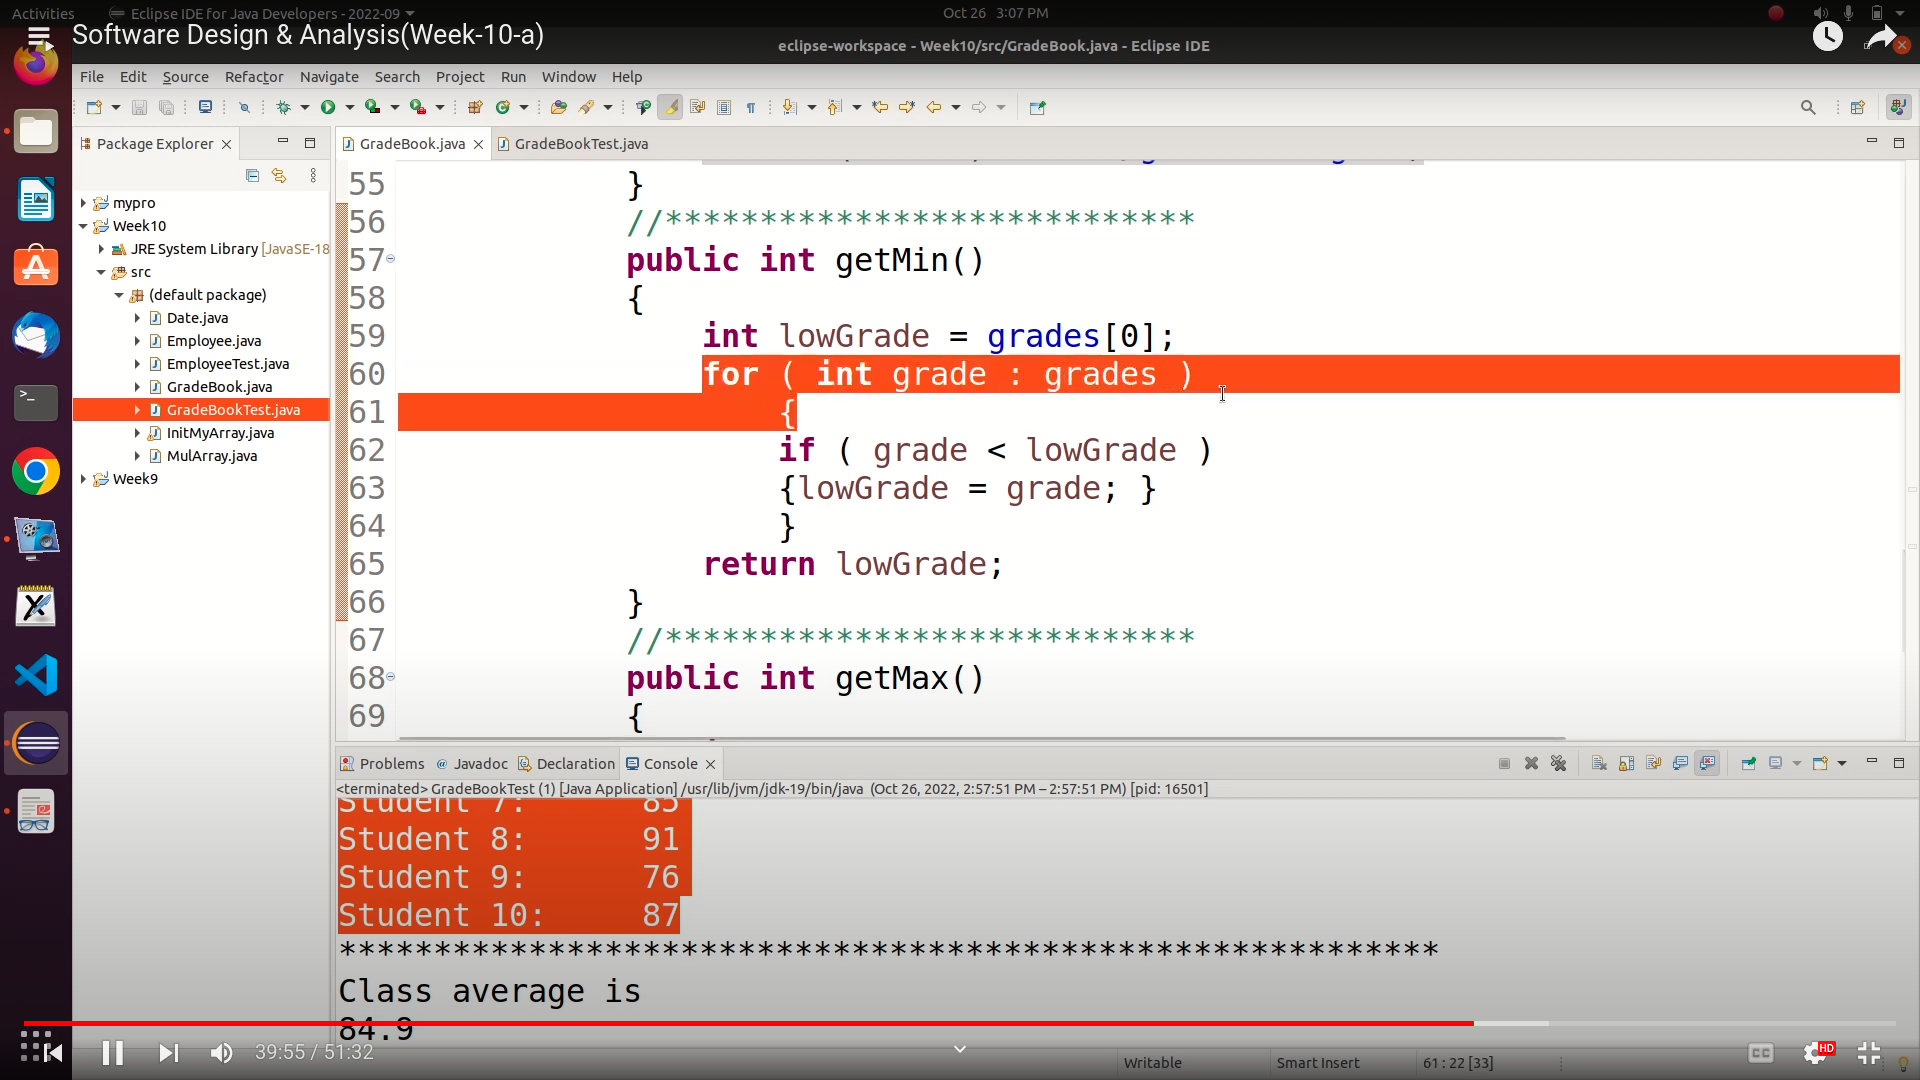 Activities
Eclipse IDE for Java Developers - 2022-09
Oct 26 3:07 PM
Software Design & Analysis(Week-10-a)
eclipse-workspace - Week10/src/GradeBook.java - Eclipse IDE
File Edit Source Refactor Navigate Search Project Run Window Help
Package Explorer
GradeBook.java
GradeBookTest.java
mypro
Week10
JRE System Library [JavaSE-18
src
(default package)
Date.java
Employee.java
EmployeeTest.java
GradeBook.java
GradeBookTest.java
InitMyArray.java
MulArray.java
Week9
55 }
56 //****************************
57 public int getMin()
58 {
59 int lowGrade = grades[0];
60 for ( int grade : grades )
61 {
62 if ( grade < lowGrade )
63 {lowGrade = grade; }
64 }
65 return lowGrade;
66 }
67 //****************************
68 public int getMax()
69 {
Problems Javadoc Declaration Console
<terminated> GradeBookTest (1) [Java Application] /usr/lib/jvm/jdk-19/bin/java (Oct 26, 2022, 2:57:51 PM – 2:57:51 PM) [pid: 16501]
Student 7: 85
Student 8: 91
Student 9: 76
Student 10: 87
**********************************************************
Class average is
84.9
39:55 / 51:32
CC
HD
Writable
Smart Insert
61 : 22 [33]